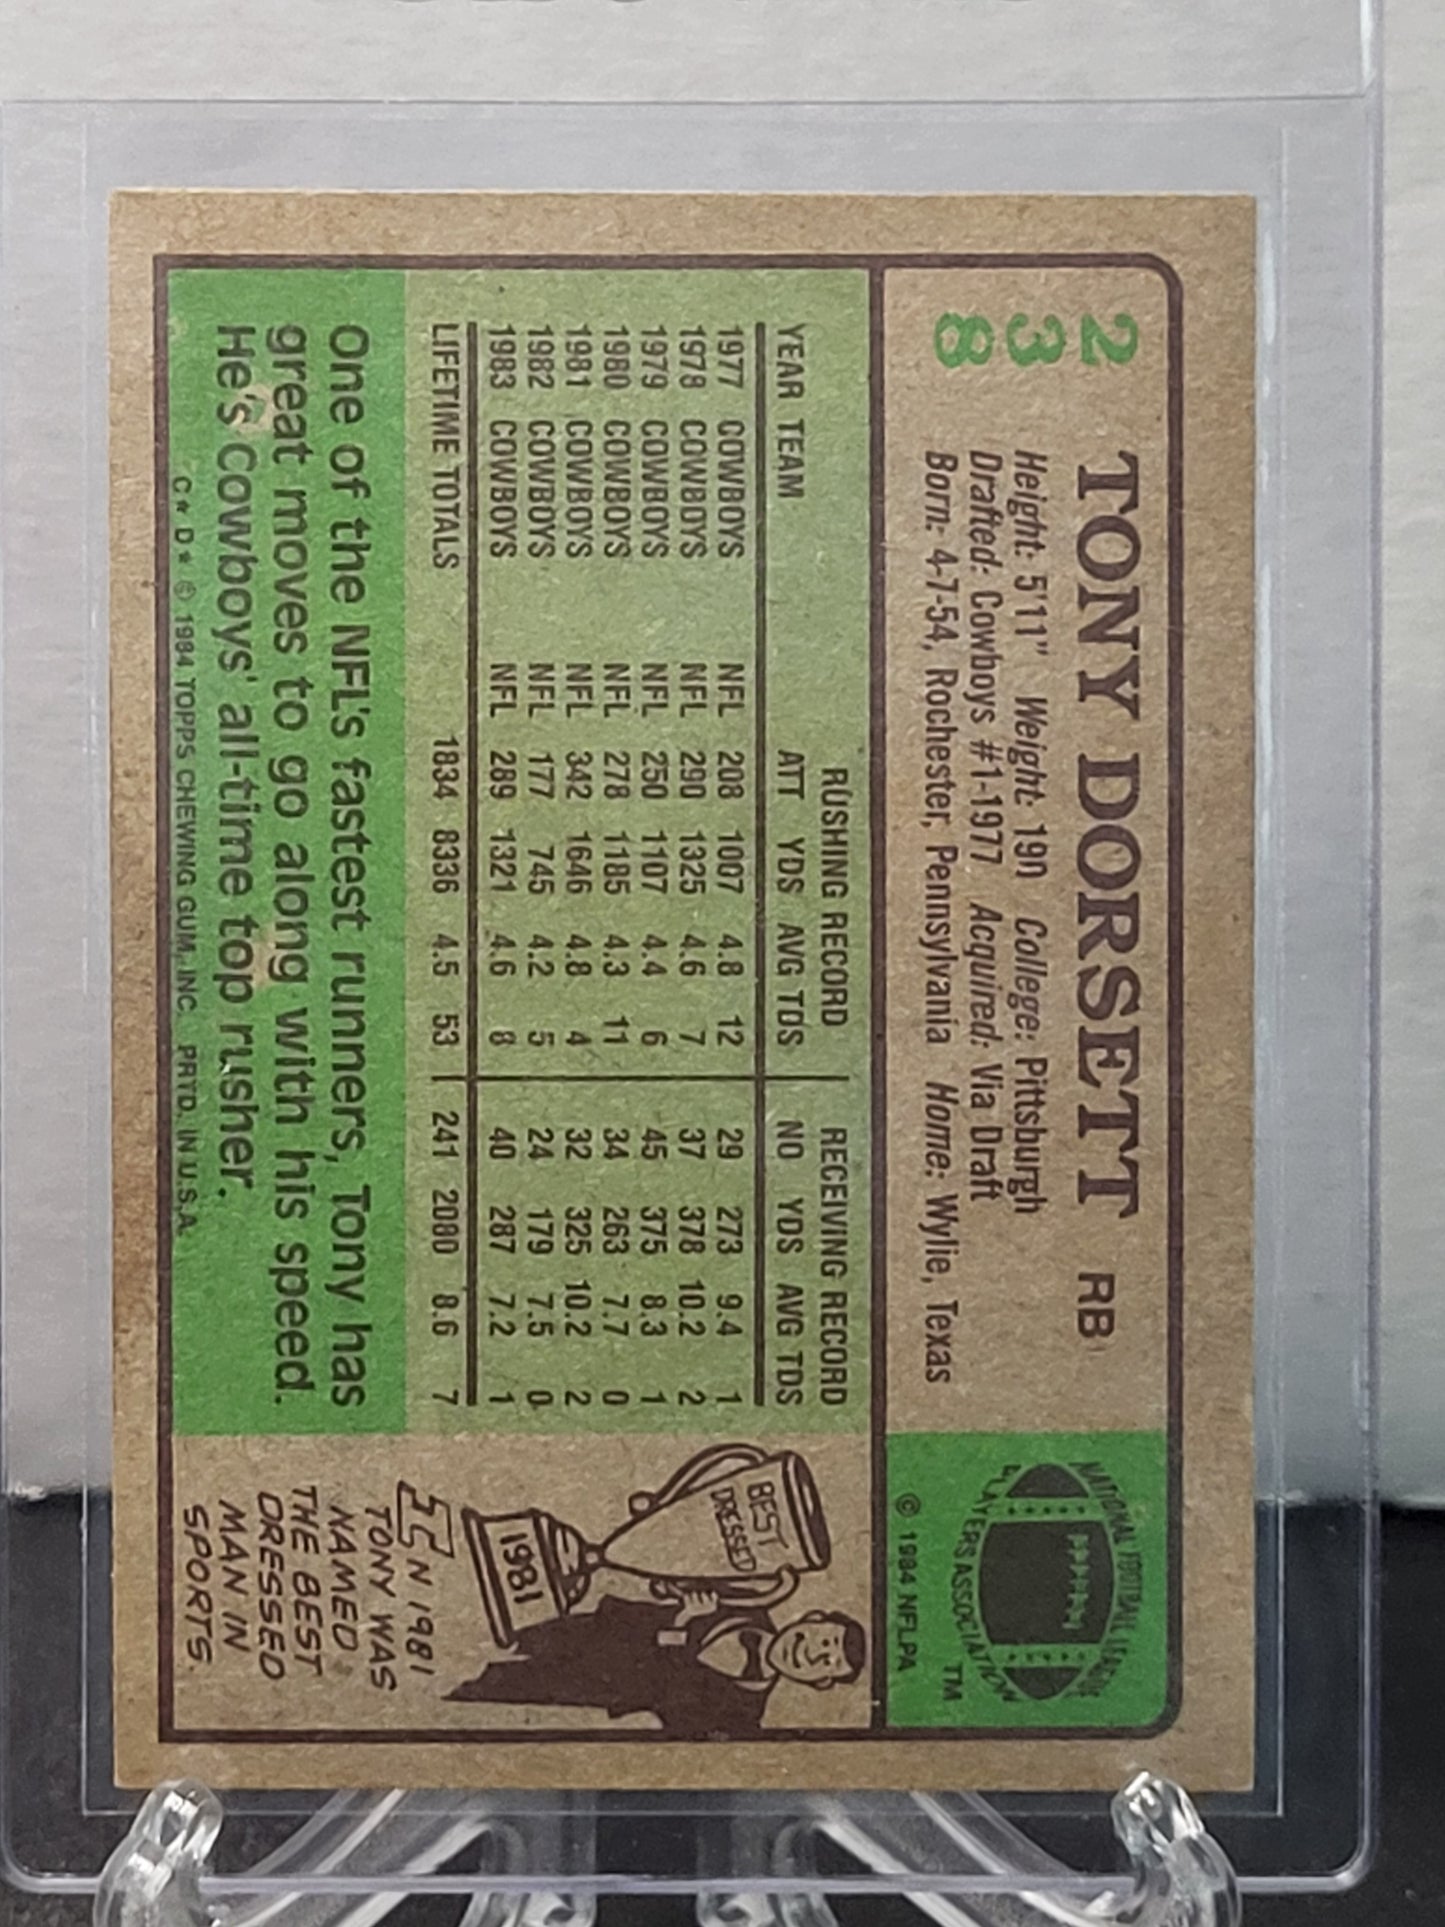 238
TONY DORSETT RB
Height: 5'11" Weight: 190 College: Pittsburgh
Drafted: Cowboys #1-1977 Acquired: Via Draft
Born: 4-7-54, Rochester, Pennsylvania Home: Wylie, Texas
NATIONAL FOOTBALL LEAGUE
PLAYERS ASSOCIATION
TM
© 1984 NFLPA
RUSHING RECORD RECEIVING RECORD
YEAR TEAM ATT YDS AVG TDS NO YDS AVG TDS
1977 COWBOYS NFL 208 1007 4.8 12 29 273 9.4 1
1978 COWBOYS NFL 290 1325 4.6 7 37 378 10.2 2
1979 COWBOYS NFL 250 1107 4.4 6 45 375 8.3 1
1980 COWBOYS NFL 278 1185 4.3 11 34 263 7.7 0
1981 COWBOYS NFL 342 1646 4.8 4 32 325 10.2 2
1982 COWBOYS NFL 177 745 4.2 5 24 179 7.5 0
1983 COWBOYS NFL 289 1321 4.6 8 40 287 7.2 1
LIFETIME TOTALS 1834 8336 4.5 53 241 2080 8.6 7
One of the NFL's fastest runners, Tony has
great moves to go along with his speed.
He's Cowboys' all-time top rusher.
C* D* © 1984 TOPPS CHEWING GUM, INC. PRTD. IN U.S.A.
BEST
DRESSED
1981
IN 1981
TONY WAS
NAMED
THE BEST
DRESSED
MAN IN
SPORTS.